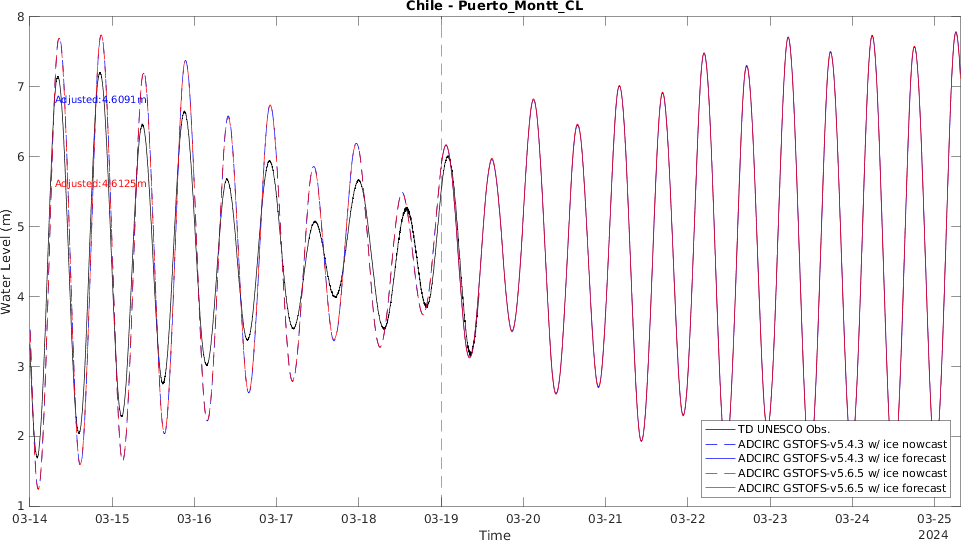 Chile - Puerto_Montt_CL
8
7
Adjusted:4.6091m
6
Adjusted:4.6125m
5
Water Level (m)
4
3
2
1
TD UNESCO Obs.
ADCIRC GSTOFS-v5.4.3 w/ ice nowcast
ADCIRC GSTOFS-v5.4.3 w/ ice forecast
ADCIRC GSTOFS-v5.6.5 w/ ice nowcast
ADCIRC GSTOFS-v5.6.5 w/ ice forecast
03-14 03-15 03-16 03-17 03-18 03-19 03-20 03-21 03-22 03-23 03-24 03-25
Time
2024